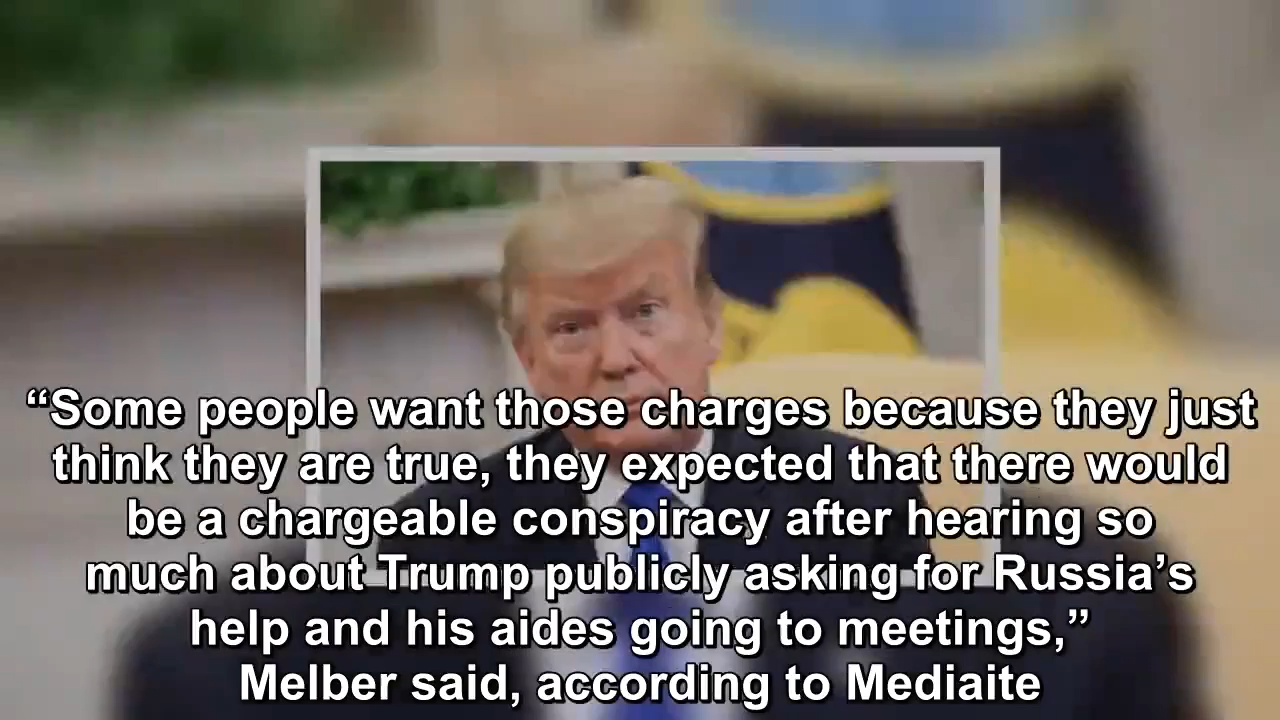 “Some people want those charges because they just
think they are true, they expected that there would
be a chargeable conspiracy after hearing so
much about Trump publicly asking for Russia’s
help and his aides going to meetings,”
Melber said, according to Mediaite